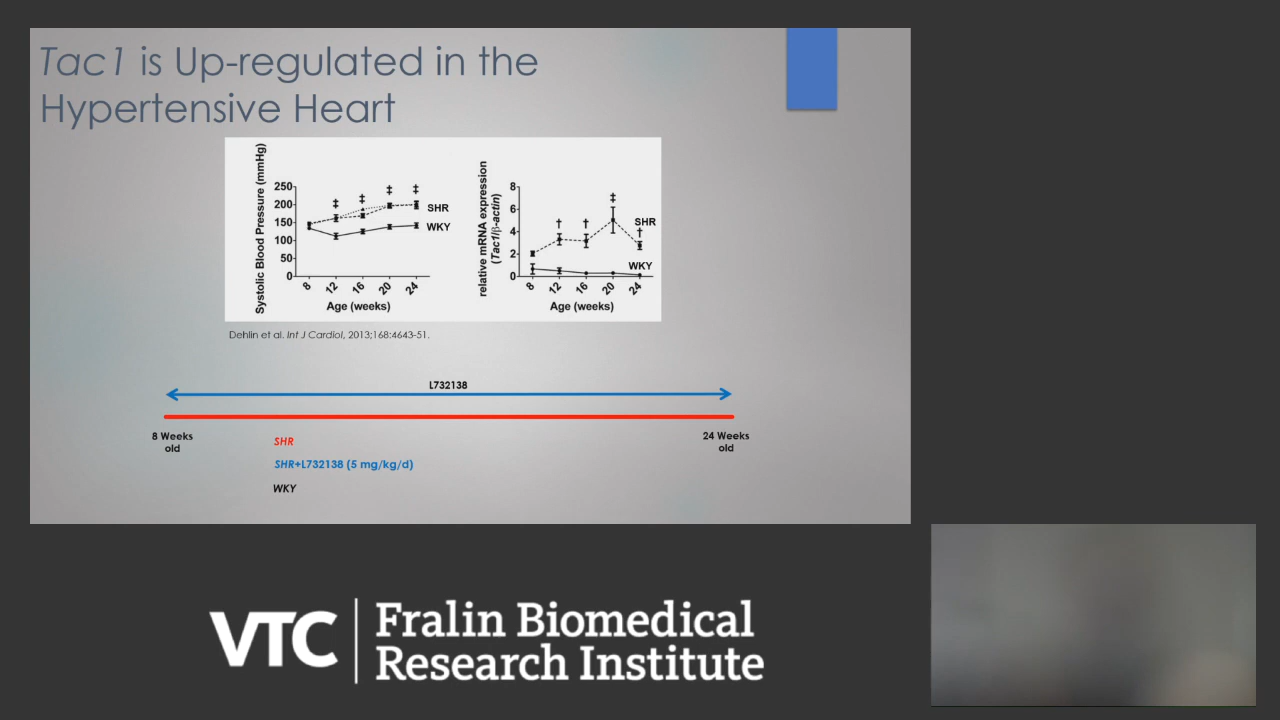 Tac1 is Up-regulated in the
Hypertensive Heart
Systolic Blood Pressure (mmHg)
250
200
150
100
50
0
‡
‡
‡
‡
SHR
WKY
8
12
16
20
24
Age (weeks)
relative mRNA expression
(Tac1/β-actin)
8
6
4
2
0
†
†
‡
†
SHR
WKY
8
12
16
20
24
Age (weeks)
Dehlin et al. Int J Cardiol, 2013;168:4643-51.
L732138
8 Weeks
old
24 Weeks
old
SHR
SHR+L732138 (5 mg/kg/d)
WKY
VTC
Fralin Biomedical
Research Institute